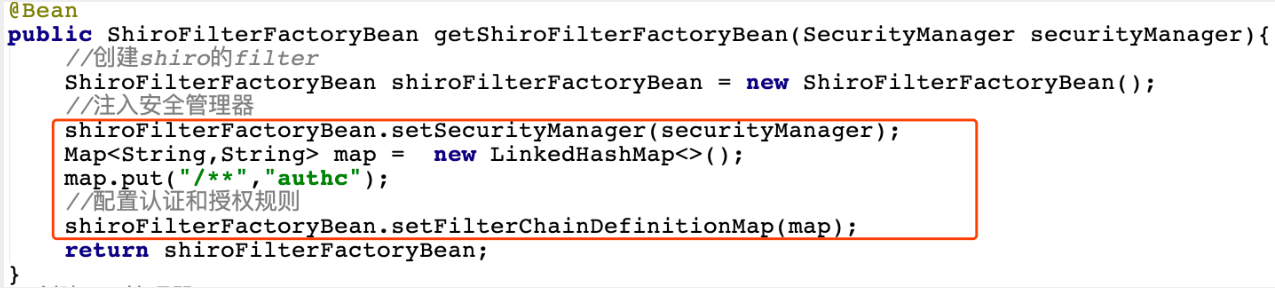 @Bean
public ShiroFilterFactoryBean getShiroFilterFactoryBean(SecurityManager securityManager){
//创建shiro的filter
ShiroFilterFactoryBean shiroFilterFactoryBean = new ShiroFilterFactoryBean();
//注入安全管理器
shiroFilterFactoryBean.setSecurityManager(securityManager);
Map<String,String> map =  new LinkedHashMap<>();
map.put("/**","authc");
//配置认证和授权规则
shiroFilterFactoryBean.setFilterChainDefinitionMap(map);
return shiroFilterFactoryBean;
}